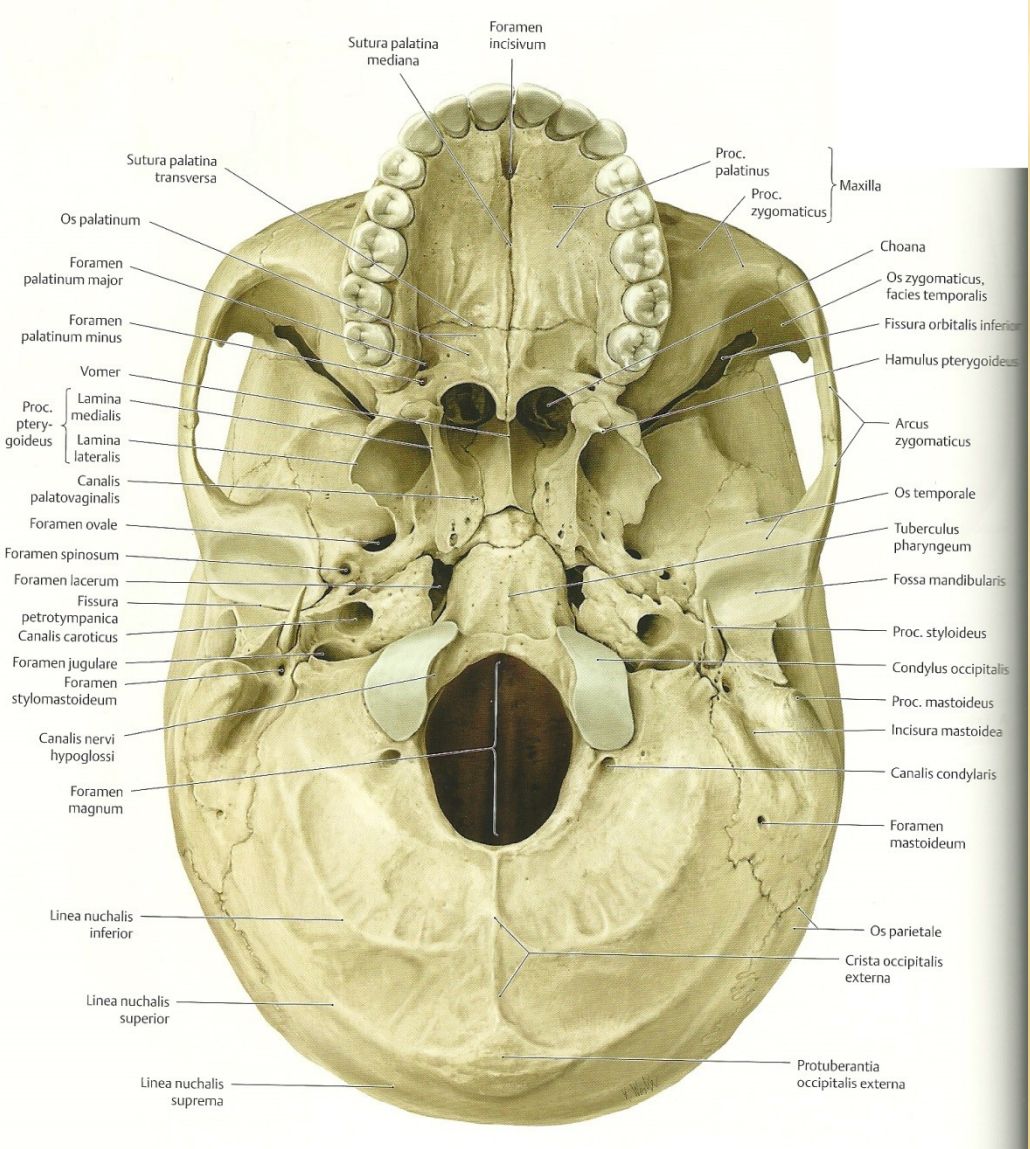 Foramen
incisivum
Sutura palatina
mediana
Sutura palatina
transversa
Os palatinum
Foramen
palatinum major
Foramen
palatinum minus
Vomer
Proc.
ptery-
goideus
Lamina
medialis
Lamina
lateralis
Canalis
palatovaginalis
Foramen ovale
Foramen spinosum
Foramen lacerum
Fissura
petrotympanica
Canalis caroticus
Foramen jugulare
Foramen
stylomastoideum
Canalis nervi
hypoglossi
Foramen
magnum
Linea nuchalis
inferior
Linea nuchalis
superior
Linea nuchalis
suprema
Proc.
palatinus
Proc.
zygomaticus
Maxilla
Choana
Os zygomaticus,
facies temporalis
Fissura orbitalis inferior
Hamulus pterygoideus
Arcus
zygomaticus
Os temporale
Tuberculus
pharyngeum
Fossa mandibularis
Proc. styloideus
Condylus occipitalis
Proc. mastoideus
Incisura mastoidea
Canalis condylaris
Foramen
mastoideum
Os parietale
Crista occipitalis
externa
Protuberantia
occipitalis externa